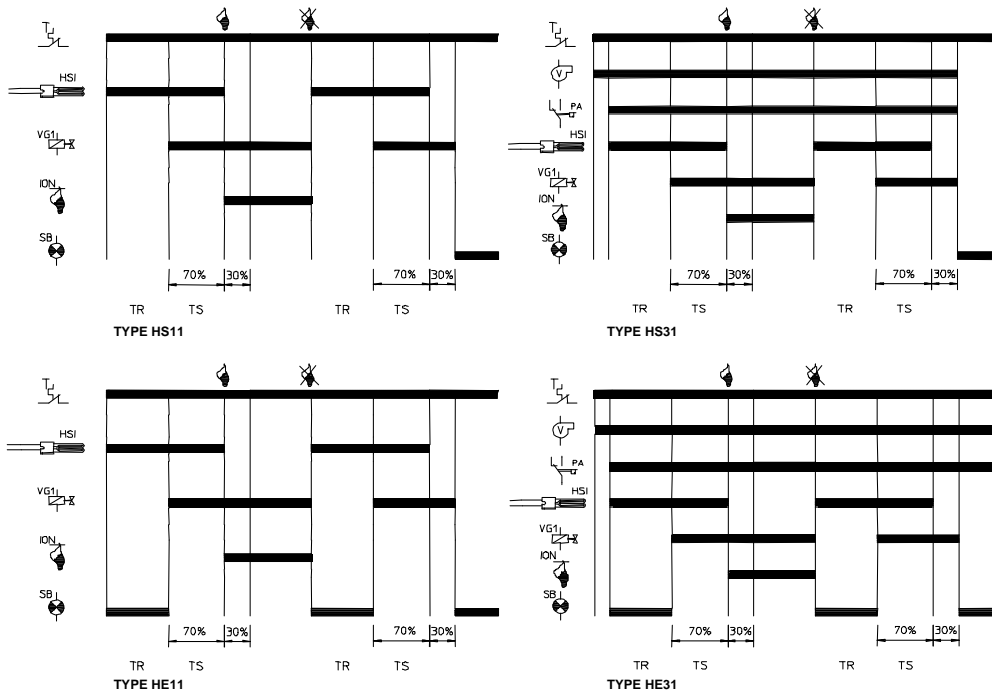 T
HSI
VG1
ION
SB
70% 30% 70% 30%
TR TS TR TS
TYPE HS11
T
V
PA
HSI
VG1
ION
SB
70% 30% 70% 30%
TR TS TR TS
TYPE HS31
T
HSI
VG1
ION
SB
70% 30% 70% 30%
TR TS TR TS
TYPE HE11
T
V
PA
HSI
VG1
ION
SB
70% 30% 70% 30%
TR TS TR TS
TYPE HE31